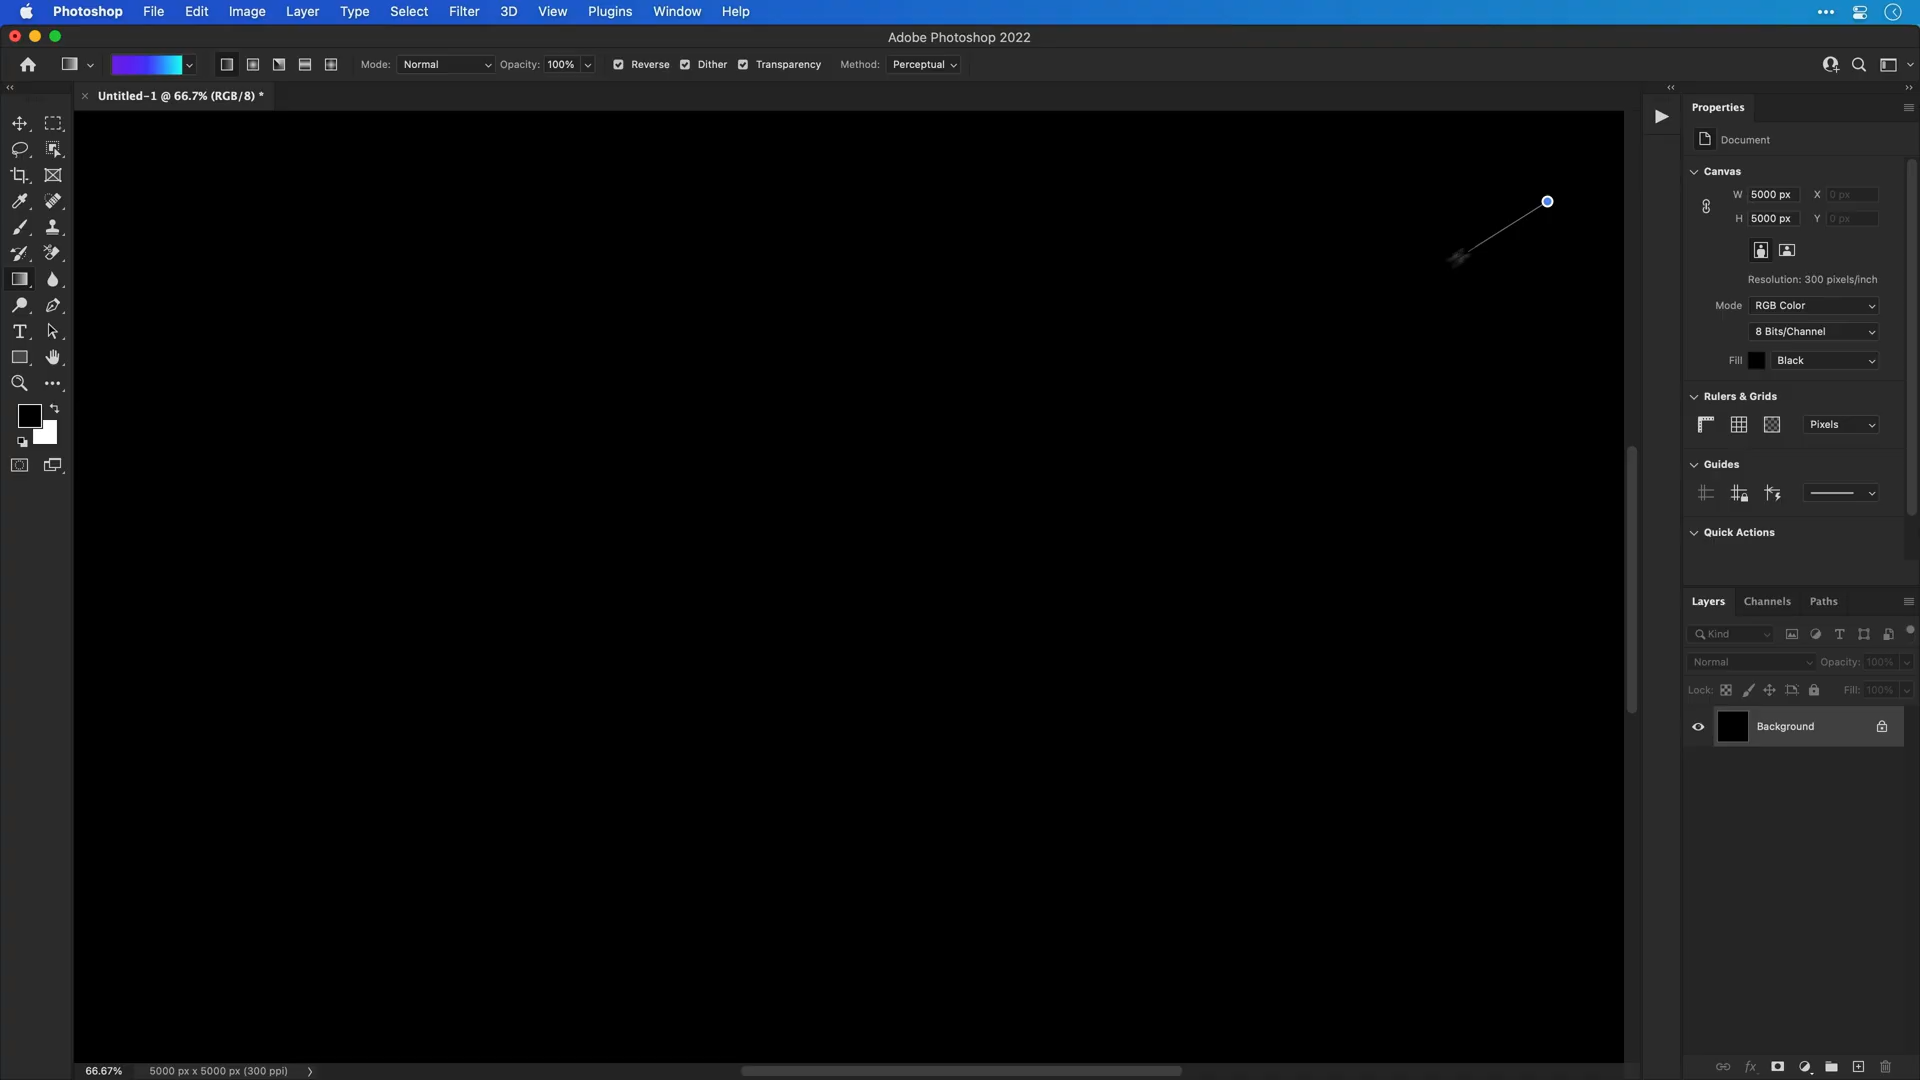 Photoshop File Edit Image Layer Type Select Filter 3D View Plugins Window Help
Adobe Photoshop 2022
Mode: Normal Opacity: 100% Reverse Dither Transparency Method: Perceptual
Untitled-1 @ 66.7% (RGB/8) *
Properties
Document
Canvas
W 5000 px X 0 px
H 5000 px Y 0 px
Resolution: 300 pixels/inch
Mode RGB Color
8 Bits/Channel
Fill Black
Rulers & Grids
Pixels
Guides
Quick Actions
Layers Channels Paths
Kind
Normal Opacity: 100%
Lock: Fill: 100%
Background
66.67% 5000 px x 5000 px (300 ppi)